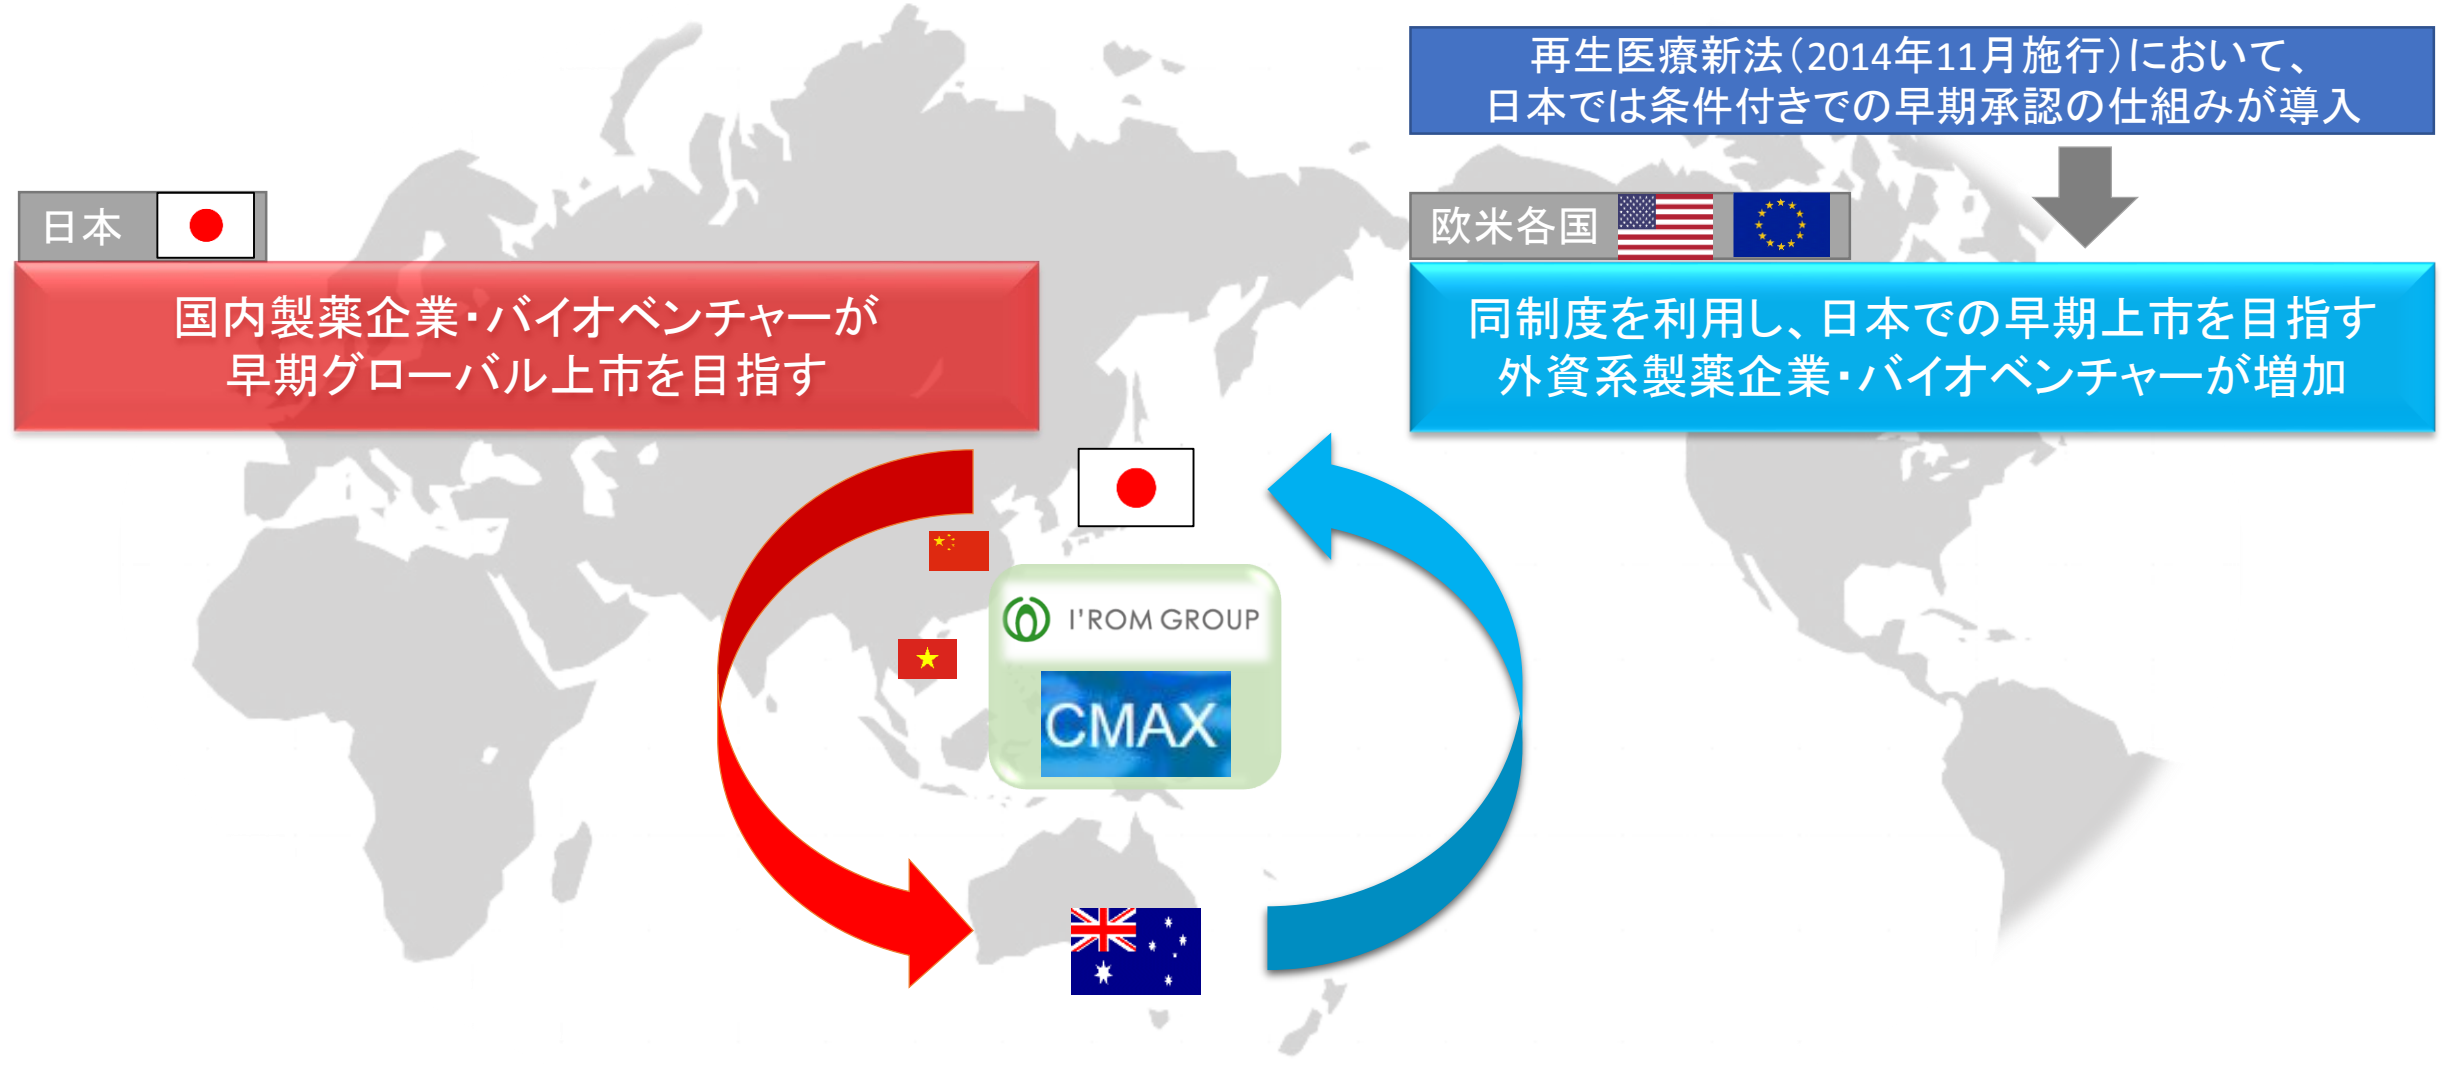 再生医療新法（2014年11月施行）において、
日本では条件付きでの早期承認の仕組みが導入
日本
欧米各国
国内製薬企業・バイオベンチャーが
早期グローバル上市を目指す
同制度を利用し、日本での早期上市を目指す
外資系製薬企業・バイオベンチャーが増加
I'ROM GROUP
CMAX